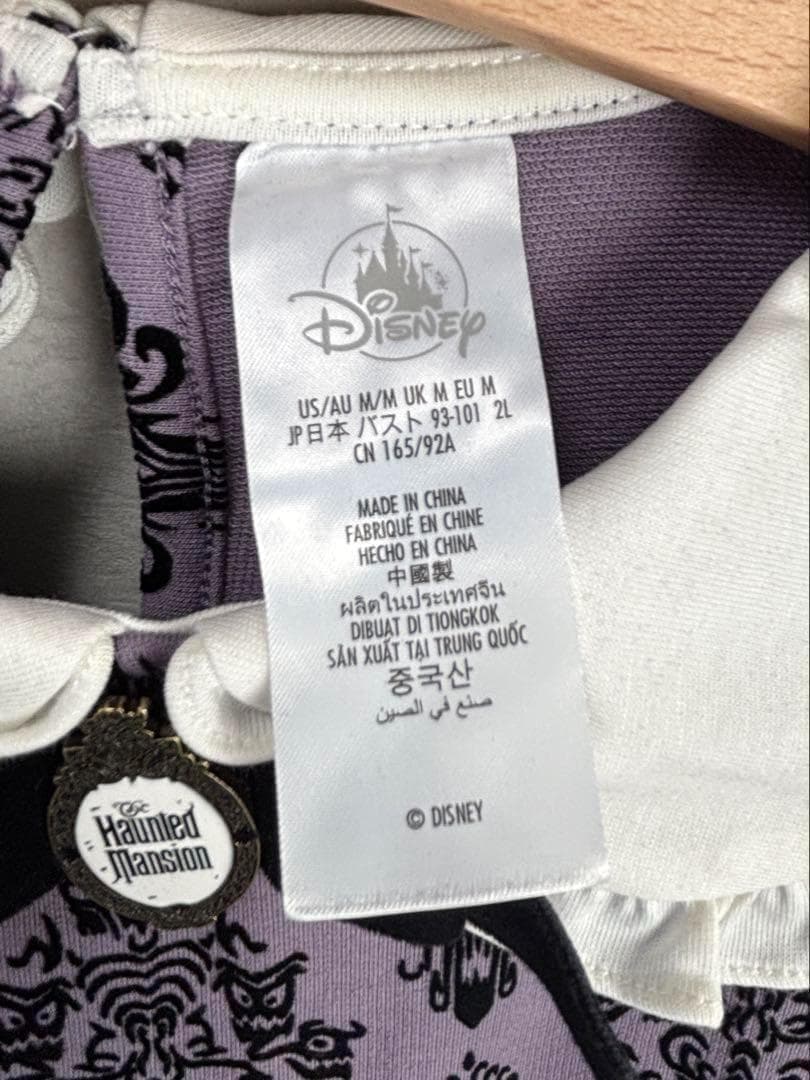 Disney
US/AU M/M UK M EU M
JP日本 バスト 93-101 2L
CN 165/92A
MADE IN CHINA
FABRIQUÉ EN CHINE
HECHO EN CHINA
中國製
ผลิตในประเทศจีน
DIBUAT DI TIONGKOK
SẢN XUẤT TẠI TRUNG QUỐC
중국산
صنع في الصين
© DISNEY
The
Haunted
Mansion